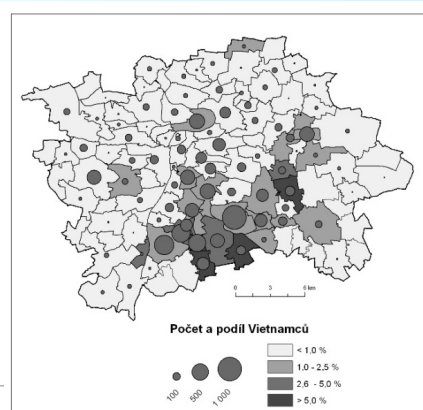 0 3 6 km
Počet a podíl Vietnamců
100
500
1 000
< 1,0 %
1,0 - 2,5 %
2,6 - 5,0 %
> 5,0 %